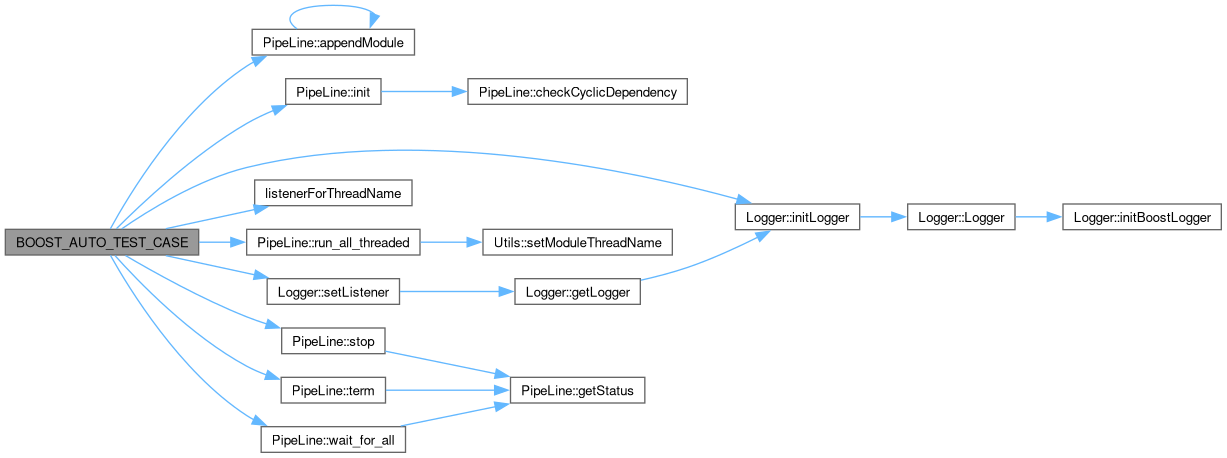 PipeLine::appendModule
PipeLine::init
PipeLine::checkCyclicDependency
listenerForThreadName
Logger::initLogger
Logger::Logger
Logger::initBoostLogger
BOOST_AUTO_TEST_CASE
PipeLine::run_all_threaded
Utils::setModuleThreadName
Logger::setListener
Logger::getLogger
PipeLine::stop
PipeLine::term
PipeLine::getStatus
PipeLine::wait_for_all